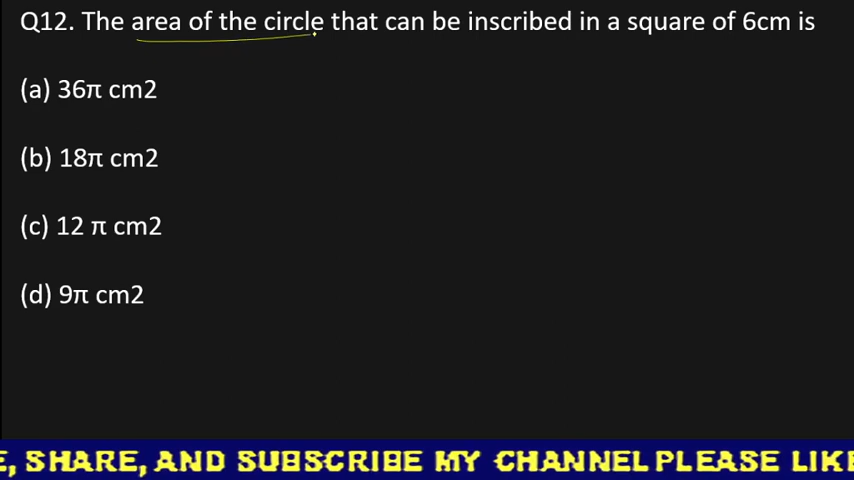 Q12. The area of the circle that can be inscribed in a square of 6cm is
(a) 36π cm2
(b) 18π cm2
(c) 12 π cm2
(d) 9π cm2
E, SHARE, AND SUBSCRIBE MY CHANNEL PLEASE LIKE